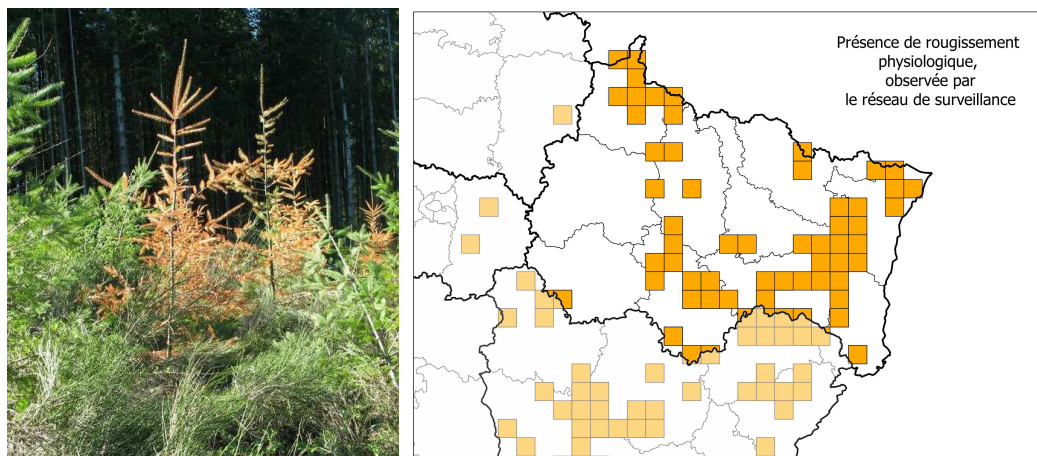 Présence de rougissement
physiologique,
observée par
le réseau de surveillance